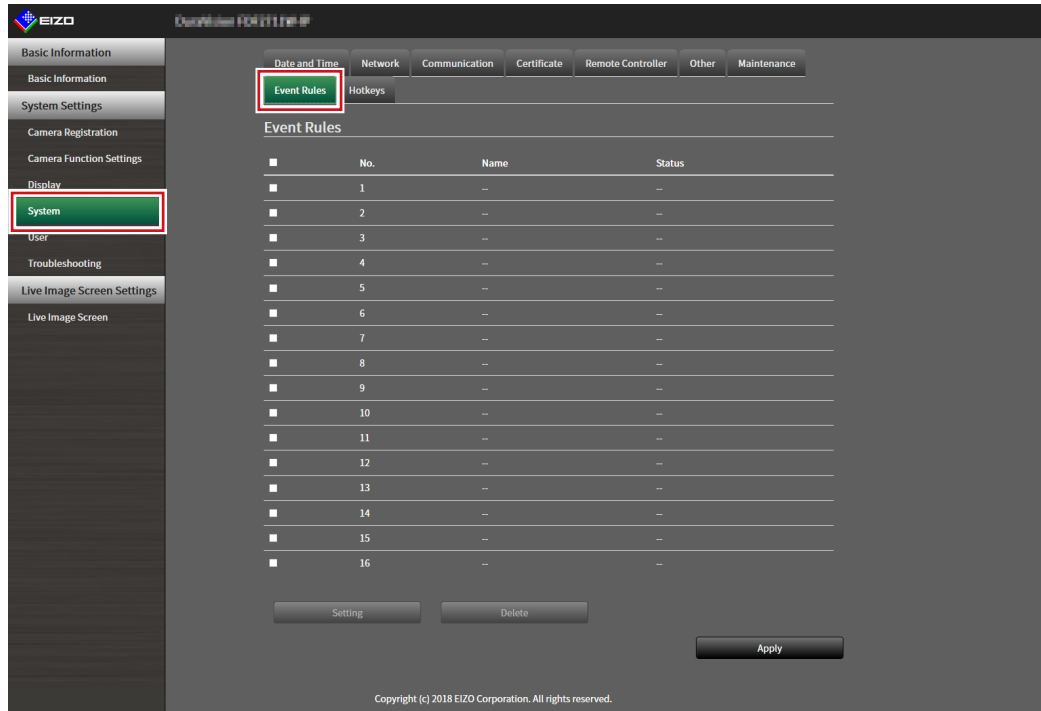 EIZO
Basic Information
Basic Information
System Settings
Camera Registration
Camera Function Settings
Display
System
User
Troubleshooting
Live Image Screen Settings
Live Image Screen
Date and Time Network Communication Certificate Remote Controller Other Maintenance
Event Rules Hotkeys
Event Rules
No. Name Status
1 -- --
2 -- --
3 -- --
4 -- --
5 -- --
6 -- --
7 -- --
8 -- --
9 -- --
10 -- --
11 -- --
12 -- --
13 -- --
14 -- --
15 -- --
16 -- --
Setting Delete
Apply
Copyright (c) 2018 EIZO Corporation. All rights reserved.